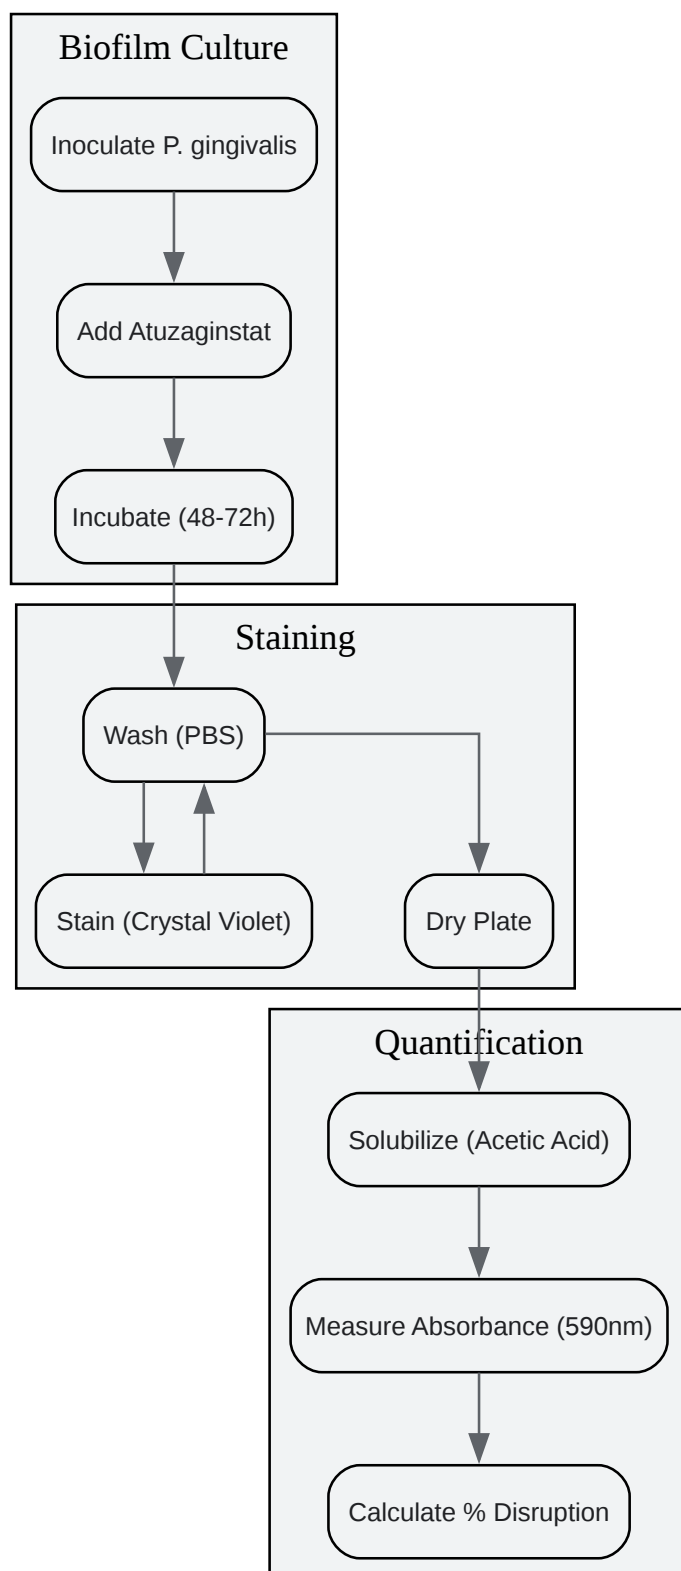 Biofilm Culture
Inoculate P. gingivalis
Add Atuzaginstat
Incubate (48-72h)
Staining
Wash (PBS)
Stain (Crystal Violet)
Dry Plate
Quantification
Solubilize (Acetic Acid)
Measure Absorbance (590nm)
Calculate % Disruption